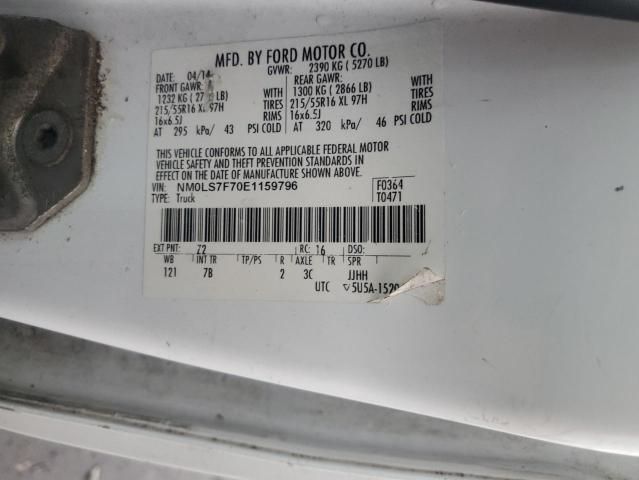 MFD. BY FORD MOTOR CO.
04/14 GVWR: 2390 KG ( 5270 LB)
FRONT GAWR: REAR GAWR:
1232 KG ( LB) WITH 1300 KG ( 2866 LB) WITH
215/55R16 XL 97H TIRES 215/55R16 XL 97H TIRES
16x6.5J RIMS 16x6.5J RIMS
AT 295 kPa/ 43 PSI COLD AT 320 kPa/ 46 PSI COLD
THIS VEHICLE CONFORMS TO ALL APPLICABLE FEDERAL MOTOR
VEHICLE SAFETY AND THEFT PREVENTION STANDARDS IN
EFFECT ON THE DATE OF MANUFACTURE SHOWN ABOVE.
VIN: NM0LS7F70E1159796 F0364
TYPE: Truck T0471
EXT PNT: Z2 RC: 16 DSO:
WB INT TR TP/PS R AXLE TR SPR
121 7B 2 3C JJHH
UTC 5U5A-1520